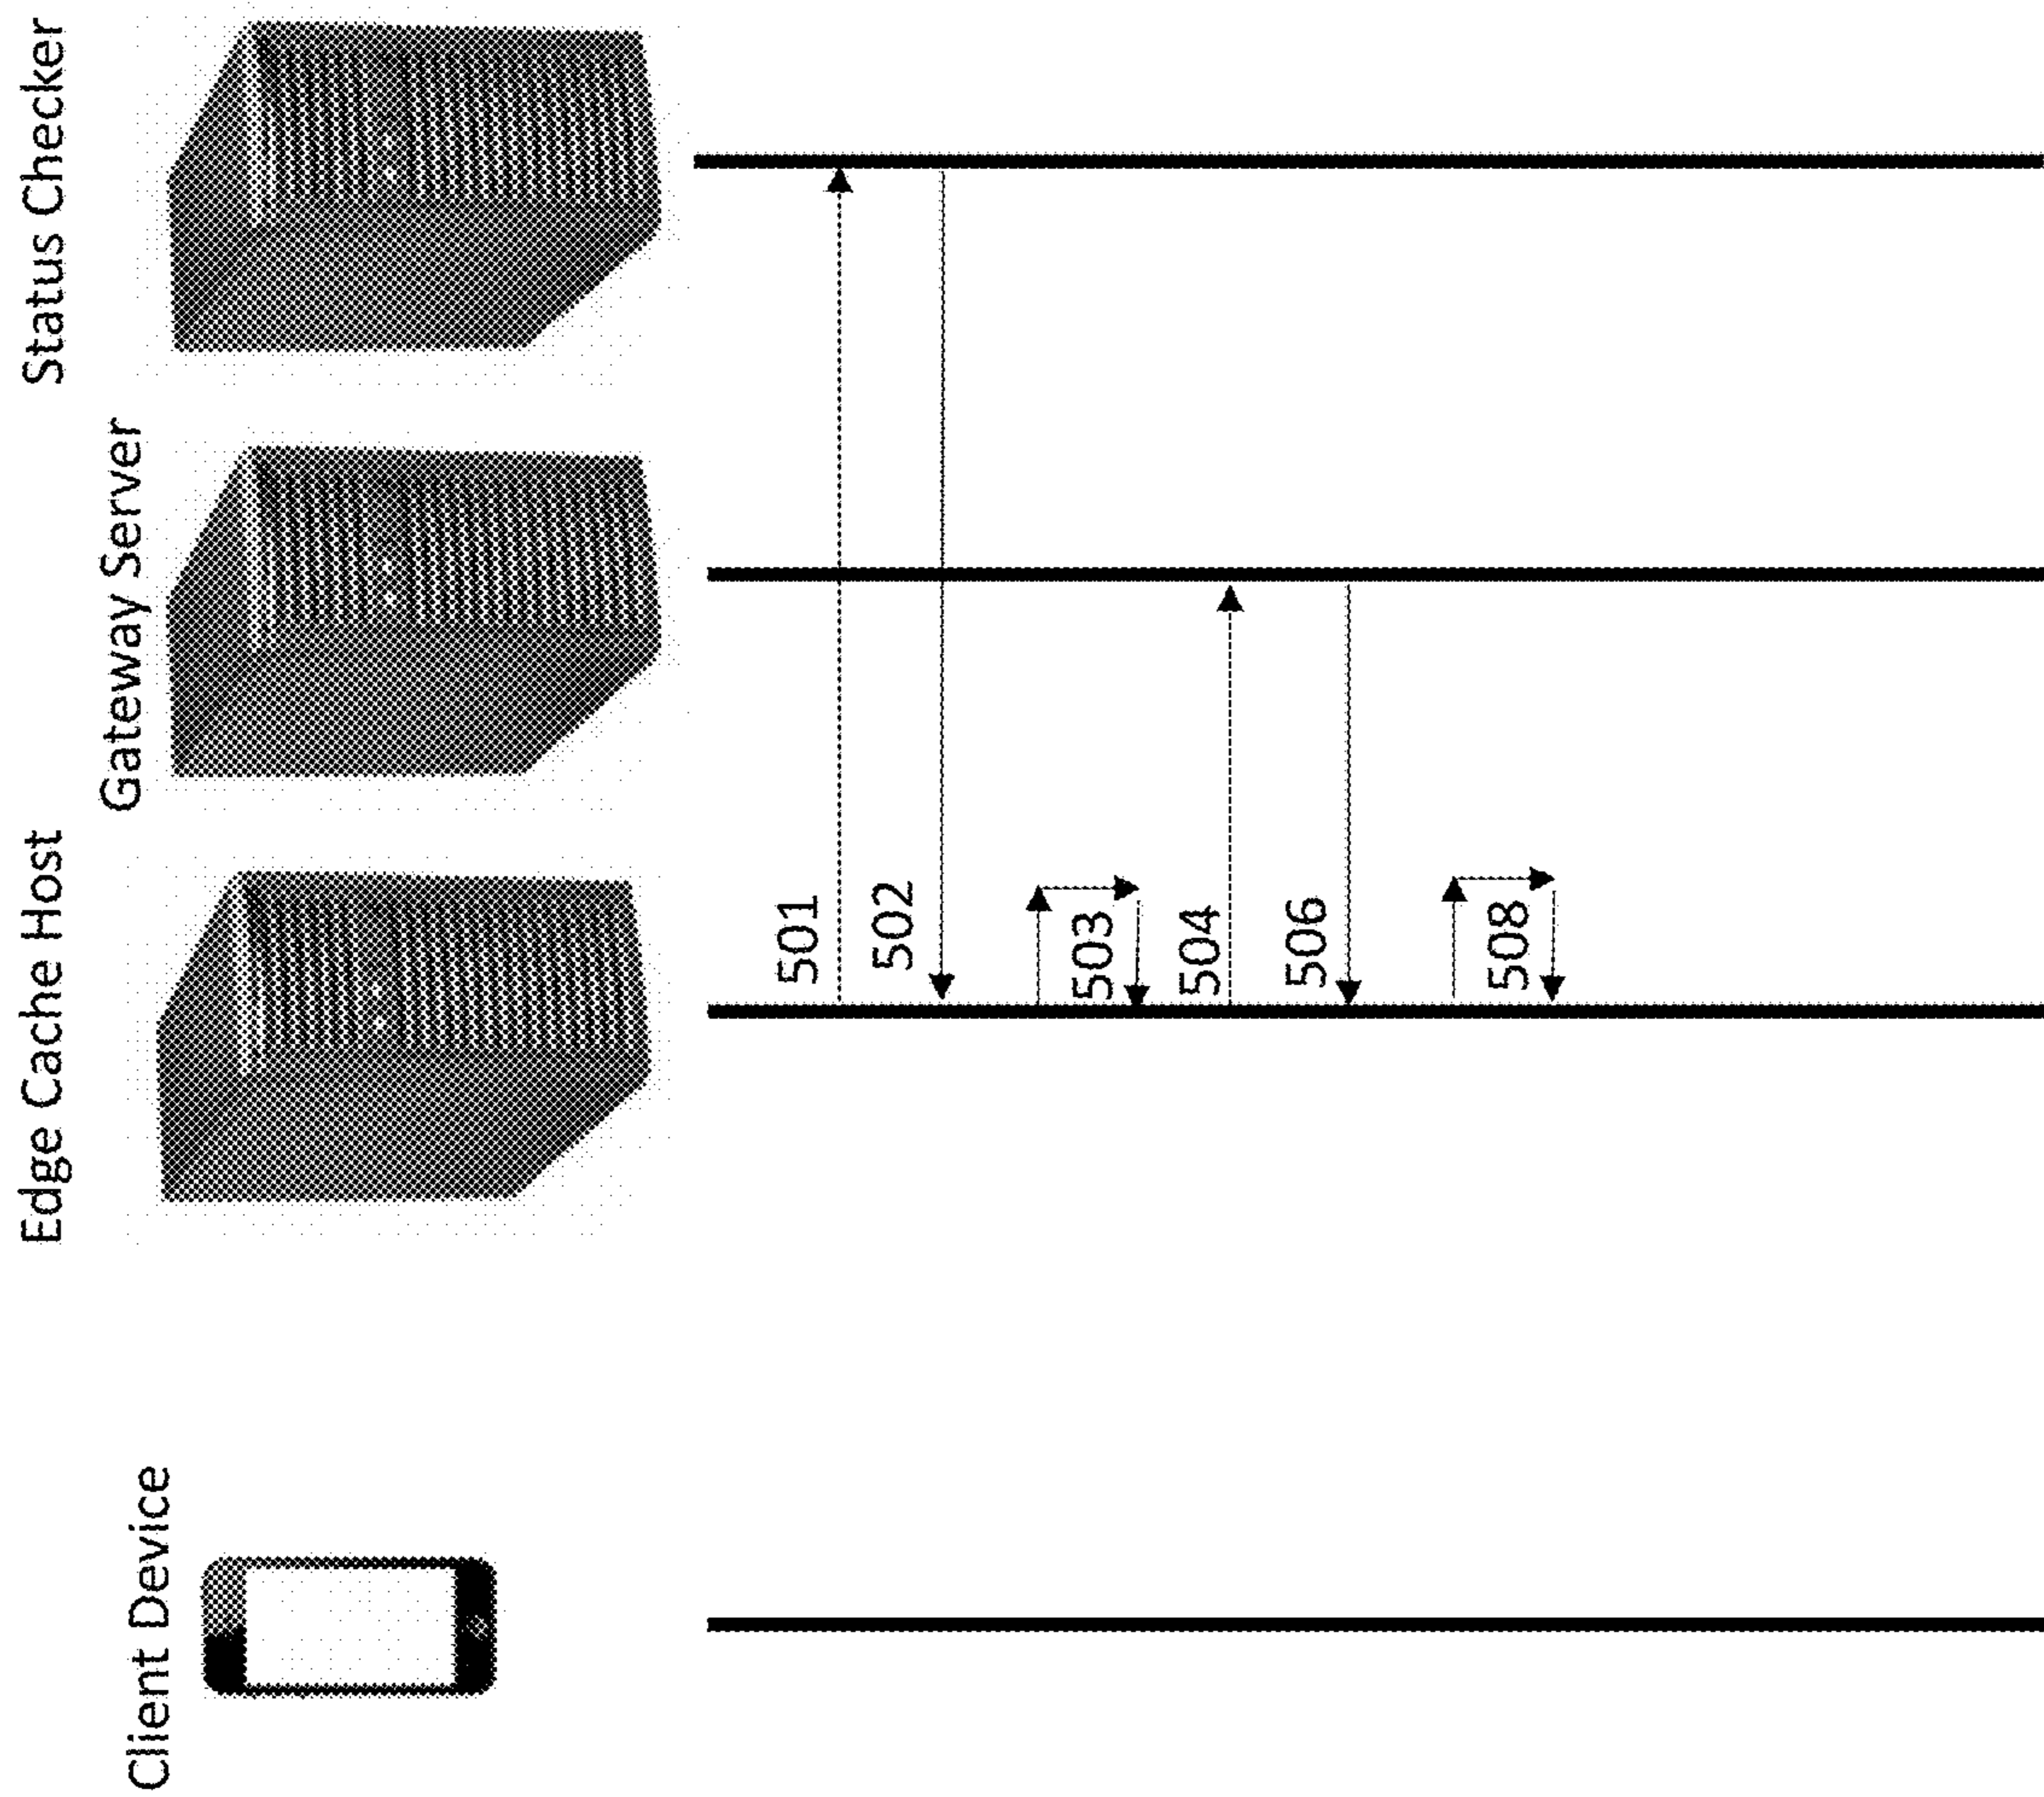 Client Device
Edge Cache Host
Gateway Server
Status Checker
501
502
503
504
506
508